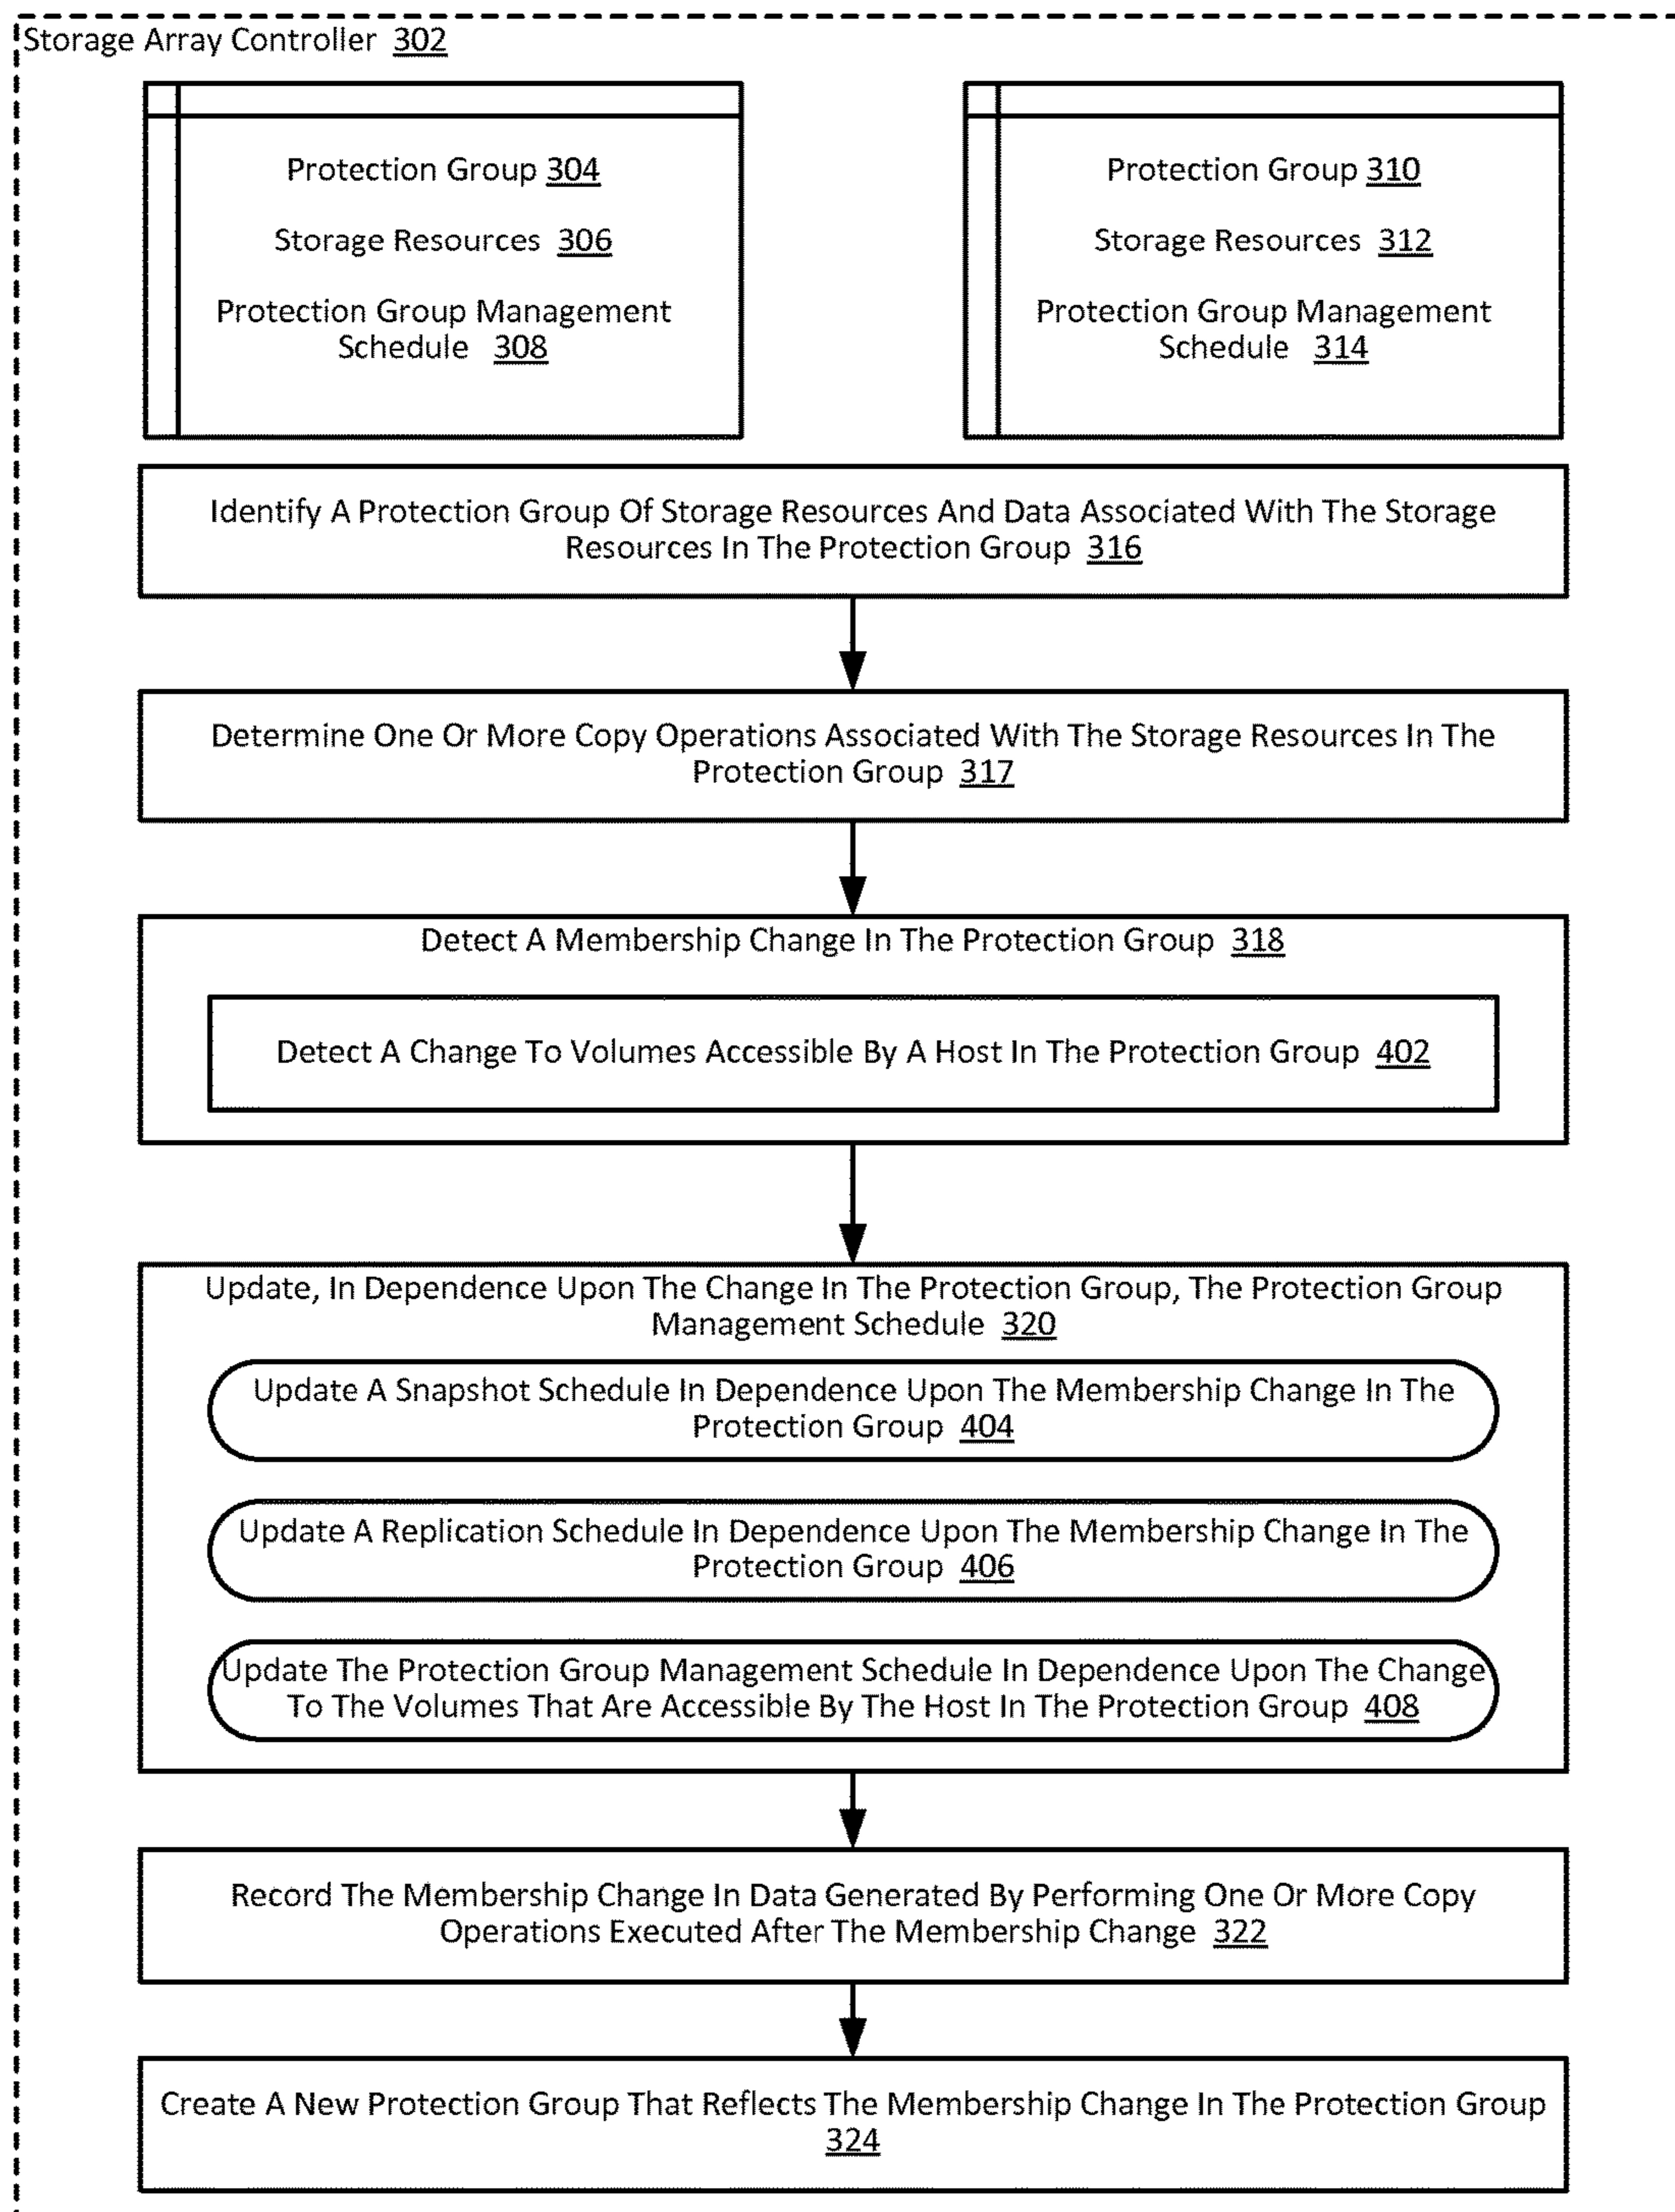 Storage Array Controller 302
Protection Group 304
Storage Resources 306
Protection Group Management
Schedule 308
Protection Group 310
Storage Resources 312
Protection Group Management
Schedule 314
Identify A Protection Group Of Storage Resources And Data Associated With The Storage
Resources In The Protection Group 316
Determine One Or More Copy Operations Associated With The Storage Resources In The
Protection Group 317
Detect A Membership Change In The Protection Group 318
Detect A Change To Volumes Accessible By A Host In The Protection Group 402
Update, In Dependence Upon The Change In The Protection Group, The Protection Group
Management Schedule 320
Update A Snapshot Schedule In Dependence Upon The Membership Change In The
Protection Group 404
Update A Replication Schedule In Dependence Upon The Membership Change In The
Protection Group 406
Update The Protection Group Management Schedule In Dependence Upon The Change
To The Volumes That Are Accessible By The Host In The Protection Group 408
Record The Membership Change In Data Generated By Performing One Or More Copy
Operations Executed After The Membership Change 322
Create A New Protection Group That Reflects The Membership Change In The Protection Group
324